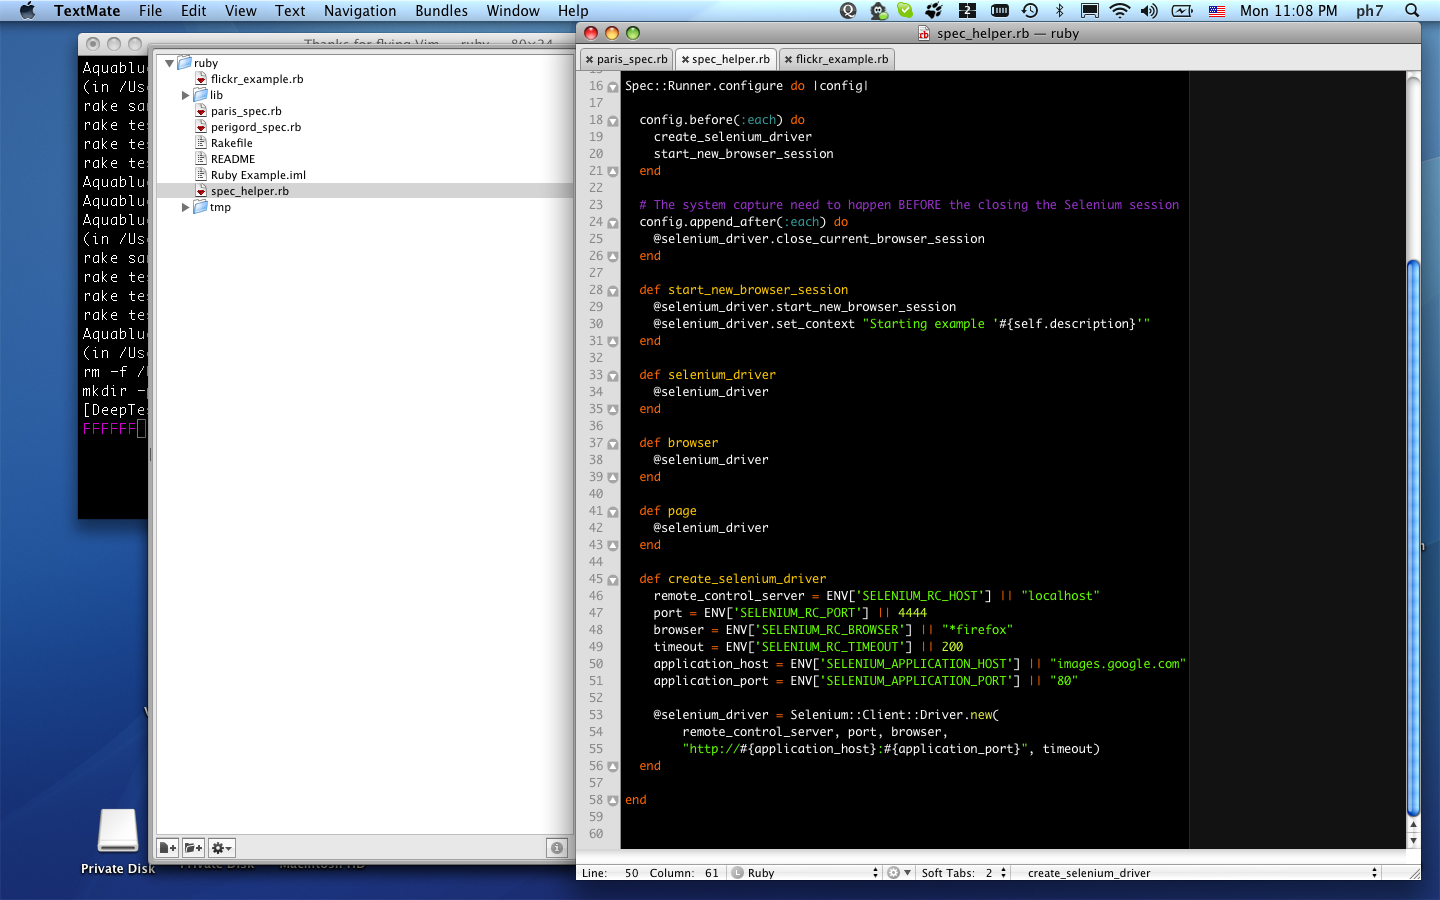 TextMate File Edit View Text Navigation Bundles Window Help
2 Mon 11:08 PM ph7
Thanks for flying Vim — ruby — 80×24
Aquablu
(in /Us
rake sa
rake te
rake te
rake te
Aquablu
Aquablu
Aquablu
(in /Us
rake sa
rake te
rake te
rake te
Aquablu
(in /Us
rm -f /
mkdir -p
[DeepTe
FFFFFF
ruby
flickr_example.rb
lib
paris_spec.rb
perigord_spec.rb
Rakefile
README
Ruby Example.iml
spec_helper.rb
tmp
Private Disk
Private Disk
Macintosh HD
spec_helper.rb — ruby
paris_spec.rb spec_helper.rb flickr_example.rb
15
16 Spec::Runner.configure do |config|
17
18 config.before(:each) do
19 create_selenium_driver
20 start_new_browser_session
21 end
22
23 # The system capture need to happen BEFORE the closing the Selenium session
24 config.append_after(:each) do
25 @selenium_driver.close_current_browser_session
26 end
27
28 def start_new_browser_session
29 @selenium_driver.start_new_browser_session
30 @selenium_driver.set_context "Starting example '#{self.description}'"
31 end
32
33 def selenium_driver
34 @selenium_driver
35 end
36
37 def browser
38 @selenium_driver
39 end
40
41 def page
42 @selenium_driver
43 end
44
45 def create_selenium_driver
46 remote_control_server = ENV['SELENIUM_RC_HOST'] || "localhost"
47 port = ENV['SELENIUM_RC_PORT'] || 4444
48 browser = ENV['SELENIUM_RC_BROWSER'] || "*firefox"
49 timeout = ENV['SELENIUM_RC_TIMEOUT'] || 200
50 application_host = ENV['SELENIUM_APPLICATION_HOST'] || "images.google.com"
51 application_port = ENV['SELENIUM_APPLICATION_PORT'] || "80"
52
53 @selenium_driver = Selenium::Client::Driver.new(
54 remote_control_server, port, browser,
55 "http://#{application_host}:#{application_port}", timeout)
56 end
57
58 end
59
60
Line: 50 Column: 61 L Ruby Soft Tabs: 2 create_selenium_driver